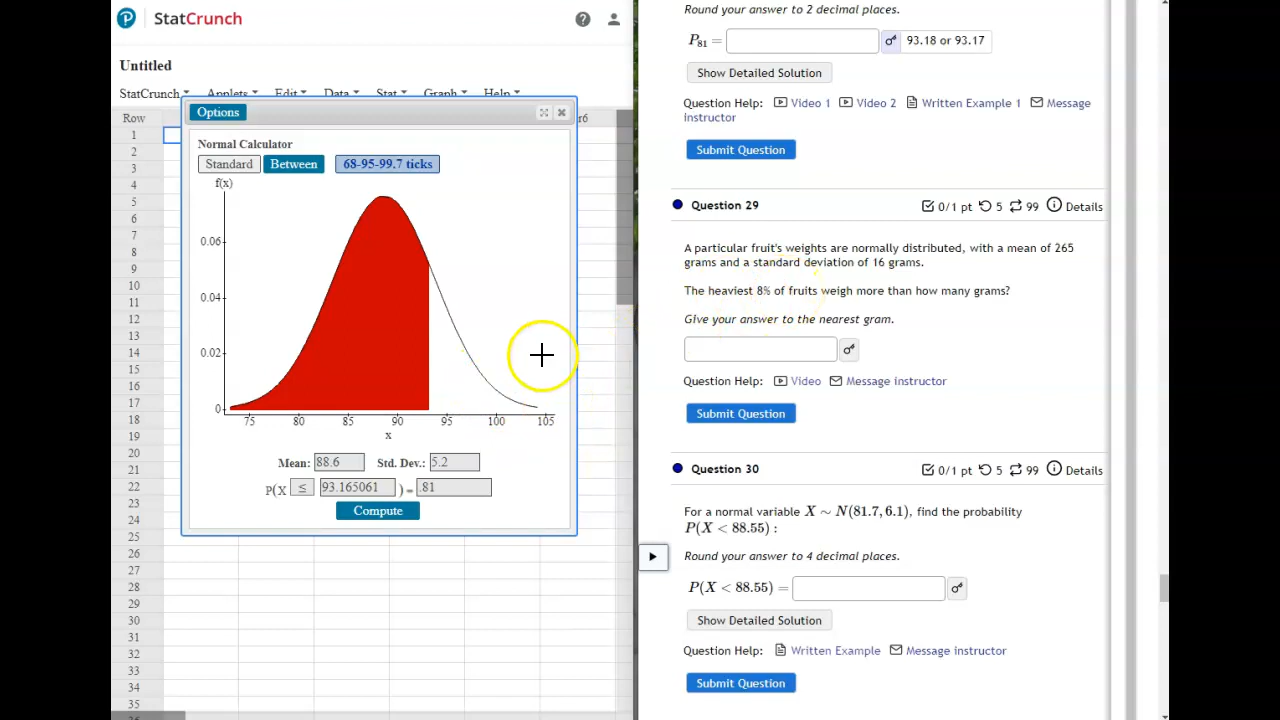 StatCrunch
Untitled
StatCrunch Applets Edit Data Stat Graph Help
Row
1
2
3
4
5
6
7
8
9
10
11
12
13
14
15
16
17
18
19
20
21
22
23
24
25
26
27
28
29
30
31
32
33
34
35
Options
Normal Calculator
Standard Between 68-95-99.7 ticks
f(x)
0.06
0.04
0.02
0
75 80 85 90 95 100 105
x
Mean: 88.6 Std. Dev.: 5.2
P(X ≤ 93.165061 ) = .81
Compute
Round your answer to 2 decimal places.
P81 = 93.18 or 93.17
Show Detailed Solution
Question Help: Video 1 Video 2 Written Example 1 Message
instructor
Submit Question
Question 29 0/1 pt 5 99 Details
A particular fruit's weights are normally distributed, with a mean of 265
grams and a standard deviation of 16 grams.
The heaviest 8% of fruits weigh more than how many grams?
Give your answer to the nearest gram.
Question Help: Video Message instructor
Submit Question
Question 30 0/1 pt 5 99 Details
For a normal variable X ∼ N(81.7, 6.1), find the probability
P(X < 88.55) :
Round your answer to 4 decimal places.
P(X < 88.55) =
Show Detailed Solution
Question Help: Written Example Message instructor
Submit Question